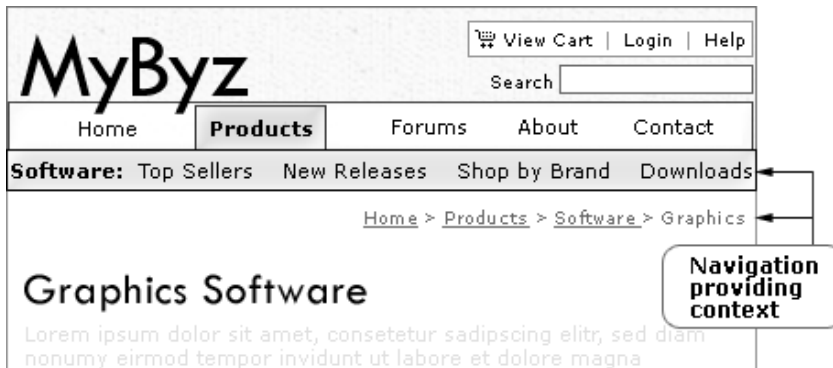 MyByz
View Cart | Login | Help
Search
Home Products Forums About Contact
Software: Top Sellers New Releases Shop by Brand Downloads
Home > Products > Software > Graphics
Navigation
providing
context
Graphics Software
Lorem ipsum dolor sit amet, consetetur sadipscing elitr, sed diam
nonumy eirmod tempor invidunt ut labore et dolore magna